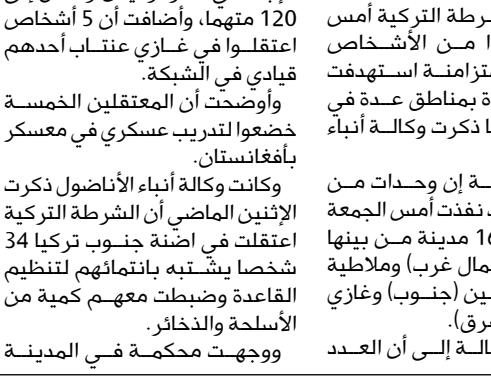 رطة التركية أمس
ا من الأشخاص
تزامنة استهدفت
ة بمناطق عدة في
ا ذكرت وكالة أنباء
ة إن وحدات من
نفذت أمس الجمعة
16 مدينة من بينها
مال غرب) وملاطية
ين (جنوب) وغازي
رق).
الة إلى أن العدد
120 متهما، وأضافت أن 5 أشخاص
اعتقلوا في غازي عنتاب أحدهم
قيادي في الشبكة.
وأوضحت أن المعتقلين الخمسة
خضعوا لتدريب عسكري في معسكر
بأفغانستان.
وكانت وكالة أنباء الأناضول ذكرت
الإثنين الماضي أن الشرطة التركية
اعتقلت في اضنة جنوب تركيا 34
شخصا يشتبه بانتمائهم لتنظيم
القاعدة وضبطت معهم كمية من
الأسلحة والذخائر.
ووجهت محكمة في المدينة